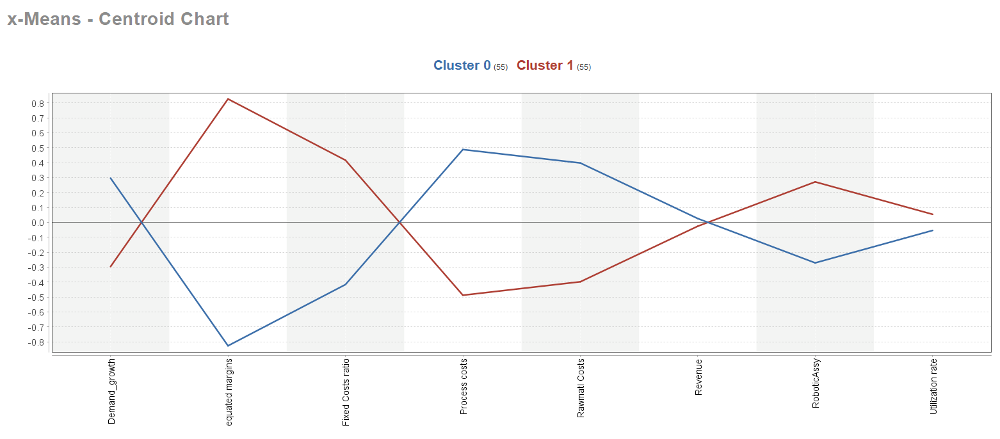 x-Means - Centroid Chart
Cluster 0 (55) Cluster 1 (55)
0.8
0.7
0.6
0.5
0.4
0.3
0.2
0.1
0.0
-0.1
-0.2
-0.3
-0.4
-0.5
-0.6
-0.7
-0.8
Demand_growth
equated margins
Fixed Costs ratio
Process costs
Rawmatl Costs
Revenue
RoboticAssy
Utilization rate